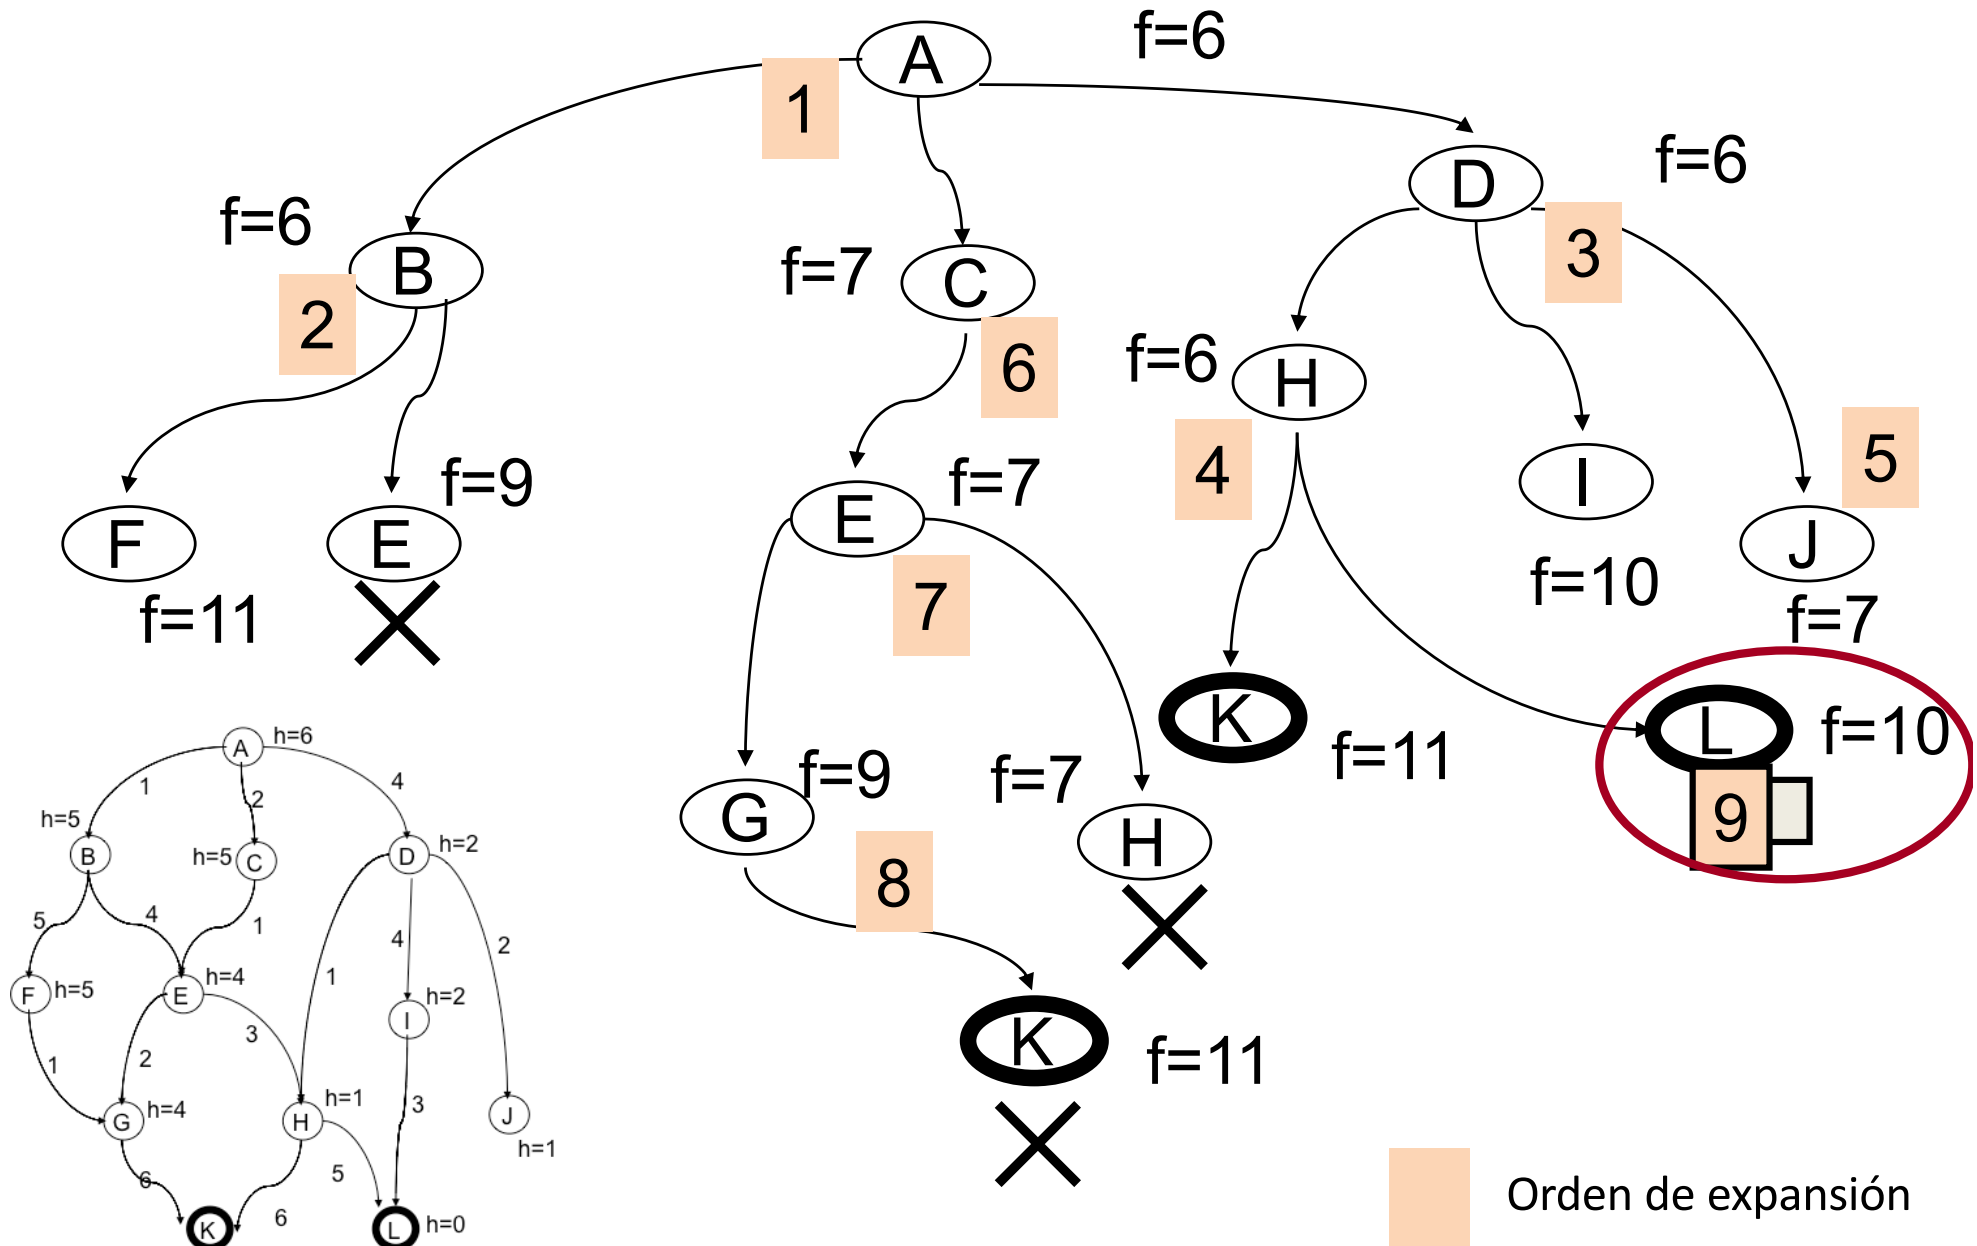 A
f=6
1
D
f=6
f=6
B
2
f=7
C
6
3
f=6
H
4
I
f=10
5
J
f=7
F
f=11
E
f=9
E
f=7
7
K
f=11
L
f=10
9
G
f=9
8
f=7
H
K
f=11
A
h=6
1
2
4
h=5
B
h=5
C
D
h=2
5
4
1
1
4
2
F
h=5
E
h=4
I
h=2
1
2
3
3
G
h=4
H
h=1
J
h=1
6
6
5
K
L
h=0
Orden de expansión